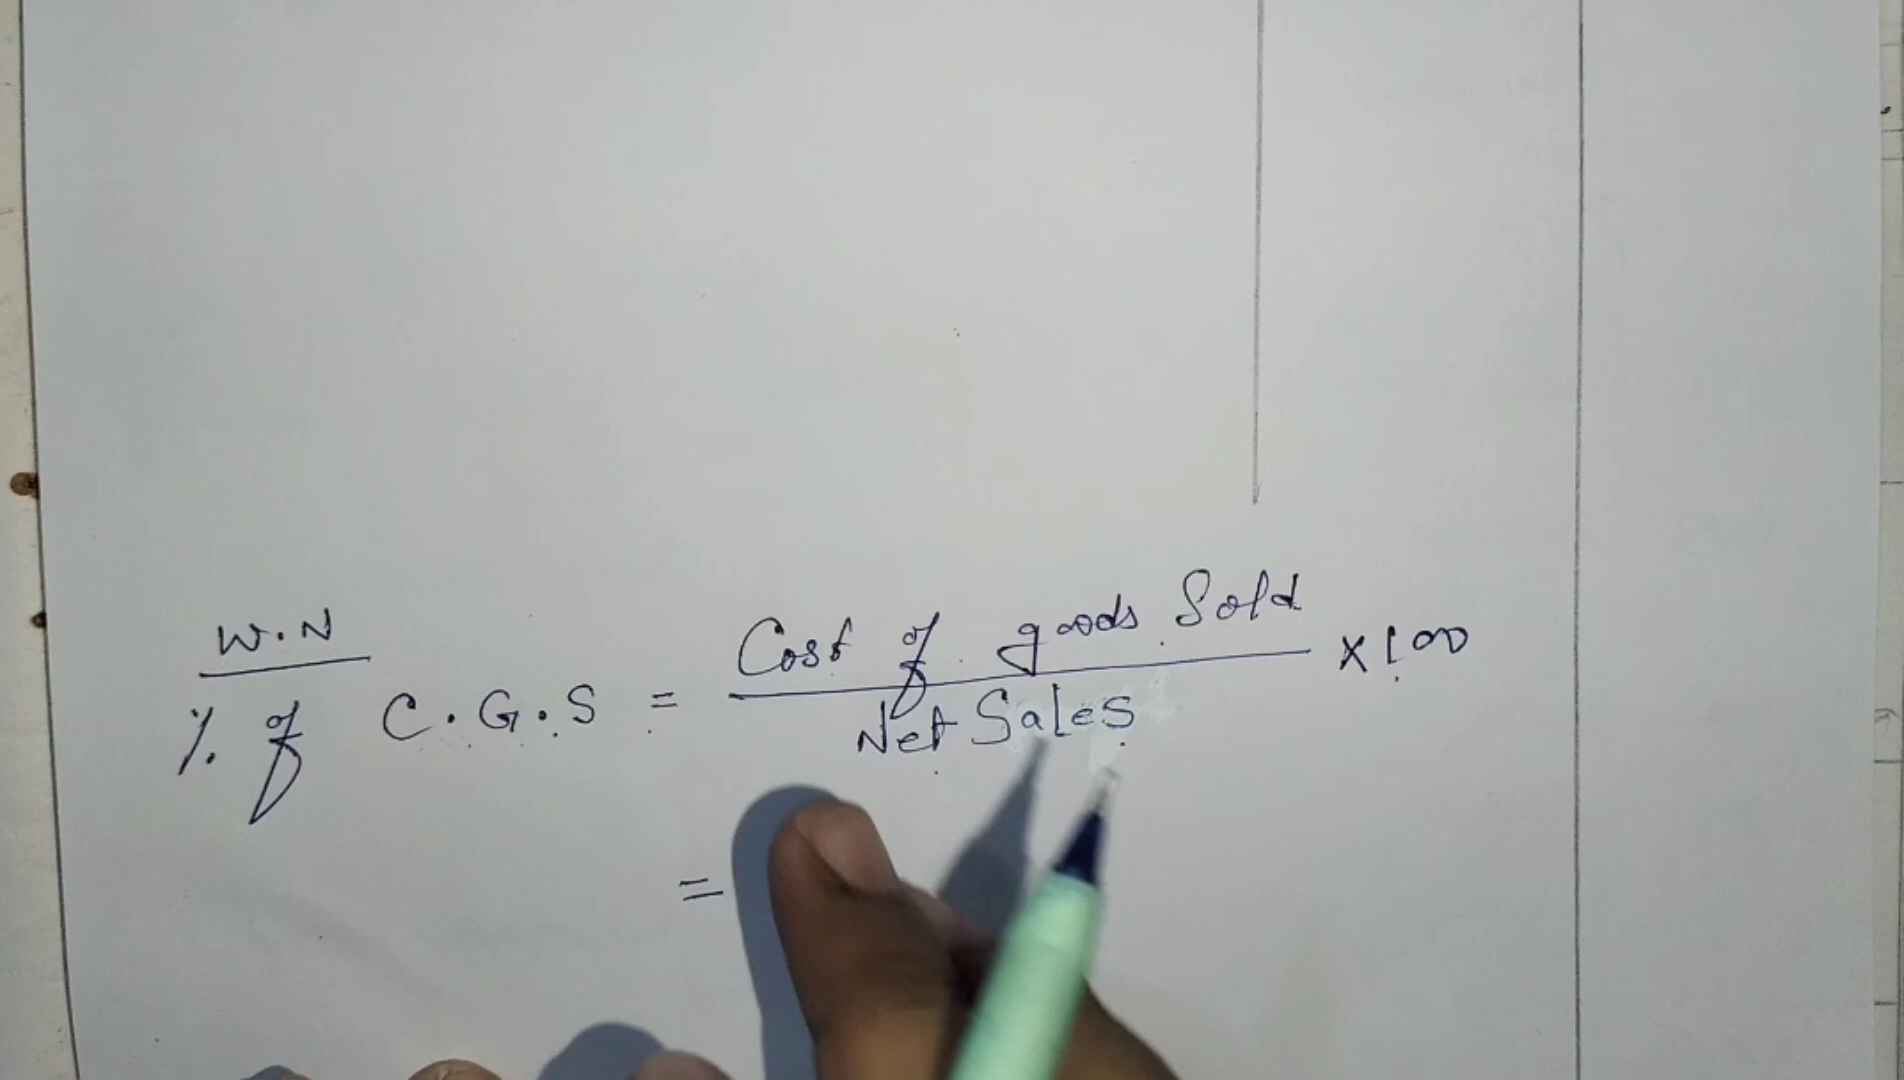 W.N
% of C.G.S = Cost of goods Sold / Net Sales × 100
=